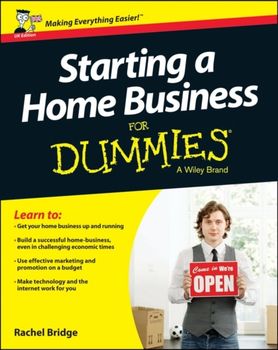 Making Everything Easier!™
UK Edition
Starting a
Home Business
FOR
DUMMIES®
A Wiley Brand
Learn to:
• Get your home business up and running
• Build a successful home-business,
even in challenging economic times
• Use effective marketing and
promotion on a budget
• Make technology and the
internet work for you
Come in We're
OPEN
Rachel Bridge